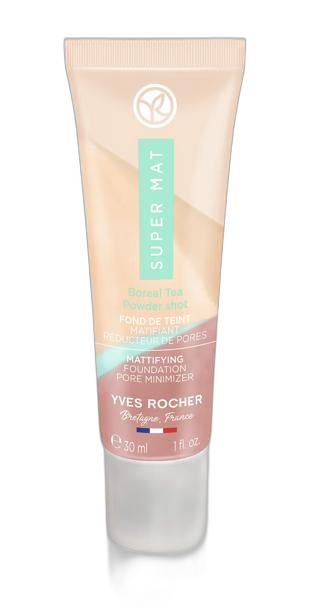 SUPER MAT
Boreal Tea
Powder shot
FOND DE TEINT
MATIFIANT
RÉDUCTEUR DE PORES
MATTIFYING
FOUNDATION
PORE MINIMIZER
YVES ROCHER
Bretagne, France
℮ 30 ml 1 fl. oz.